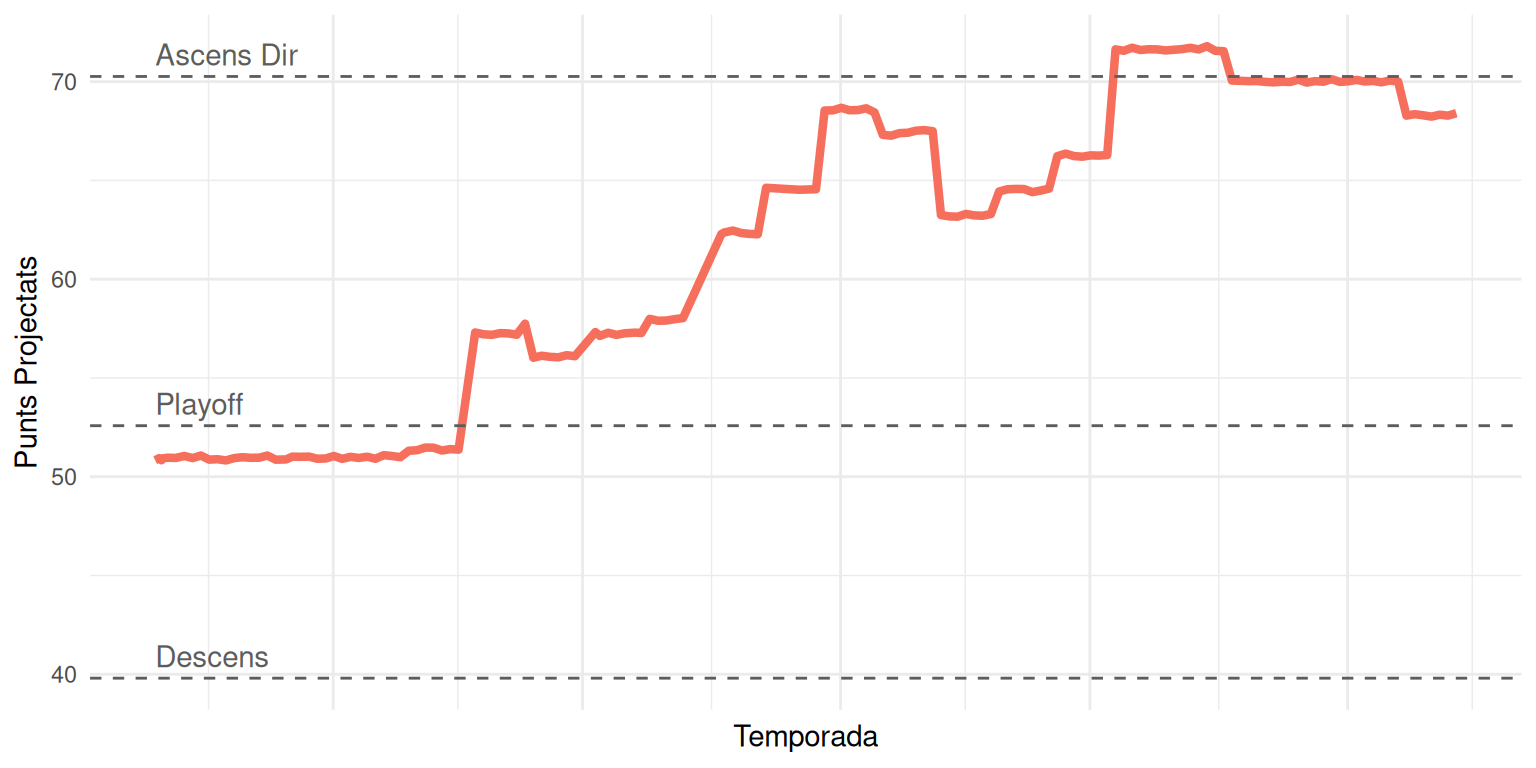 Ascens Dir
70
60
Playoff
50
Descens
40
Punts Projectats
Temporada